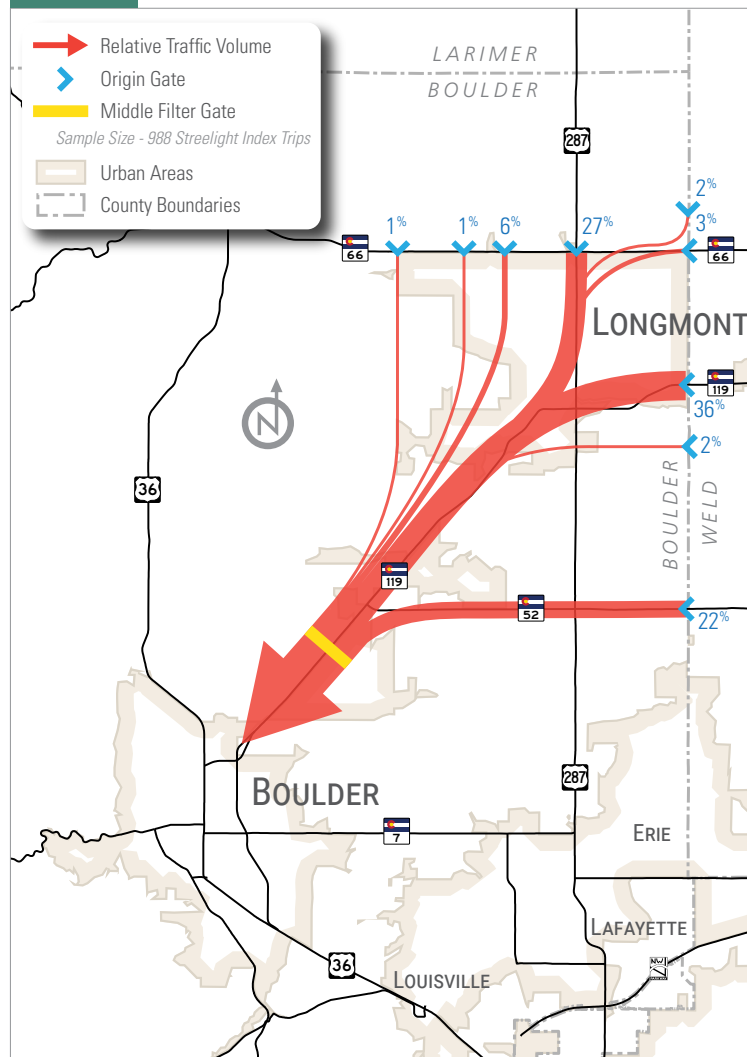 Relative Traffic Volume
Origin Gate
Middle Filter Gate
Sample Size - 988 Streelight Index Trips
Urban Areas
County Boundaries
LARIMER
BOULDER
287
2%
1%
1%
6%
27%
3%
66
66
LONGMONT
119
36%
2%
36
BOULDER
WELD
N
119
52
22%
287
BOULDER
7
ERIE
LAFAYETTE
36
LOUISVILLE